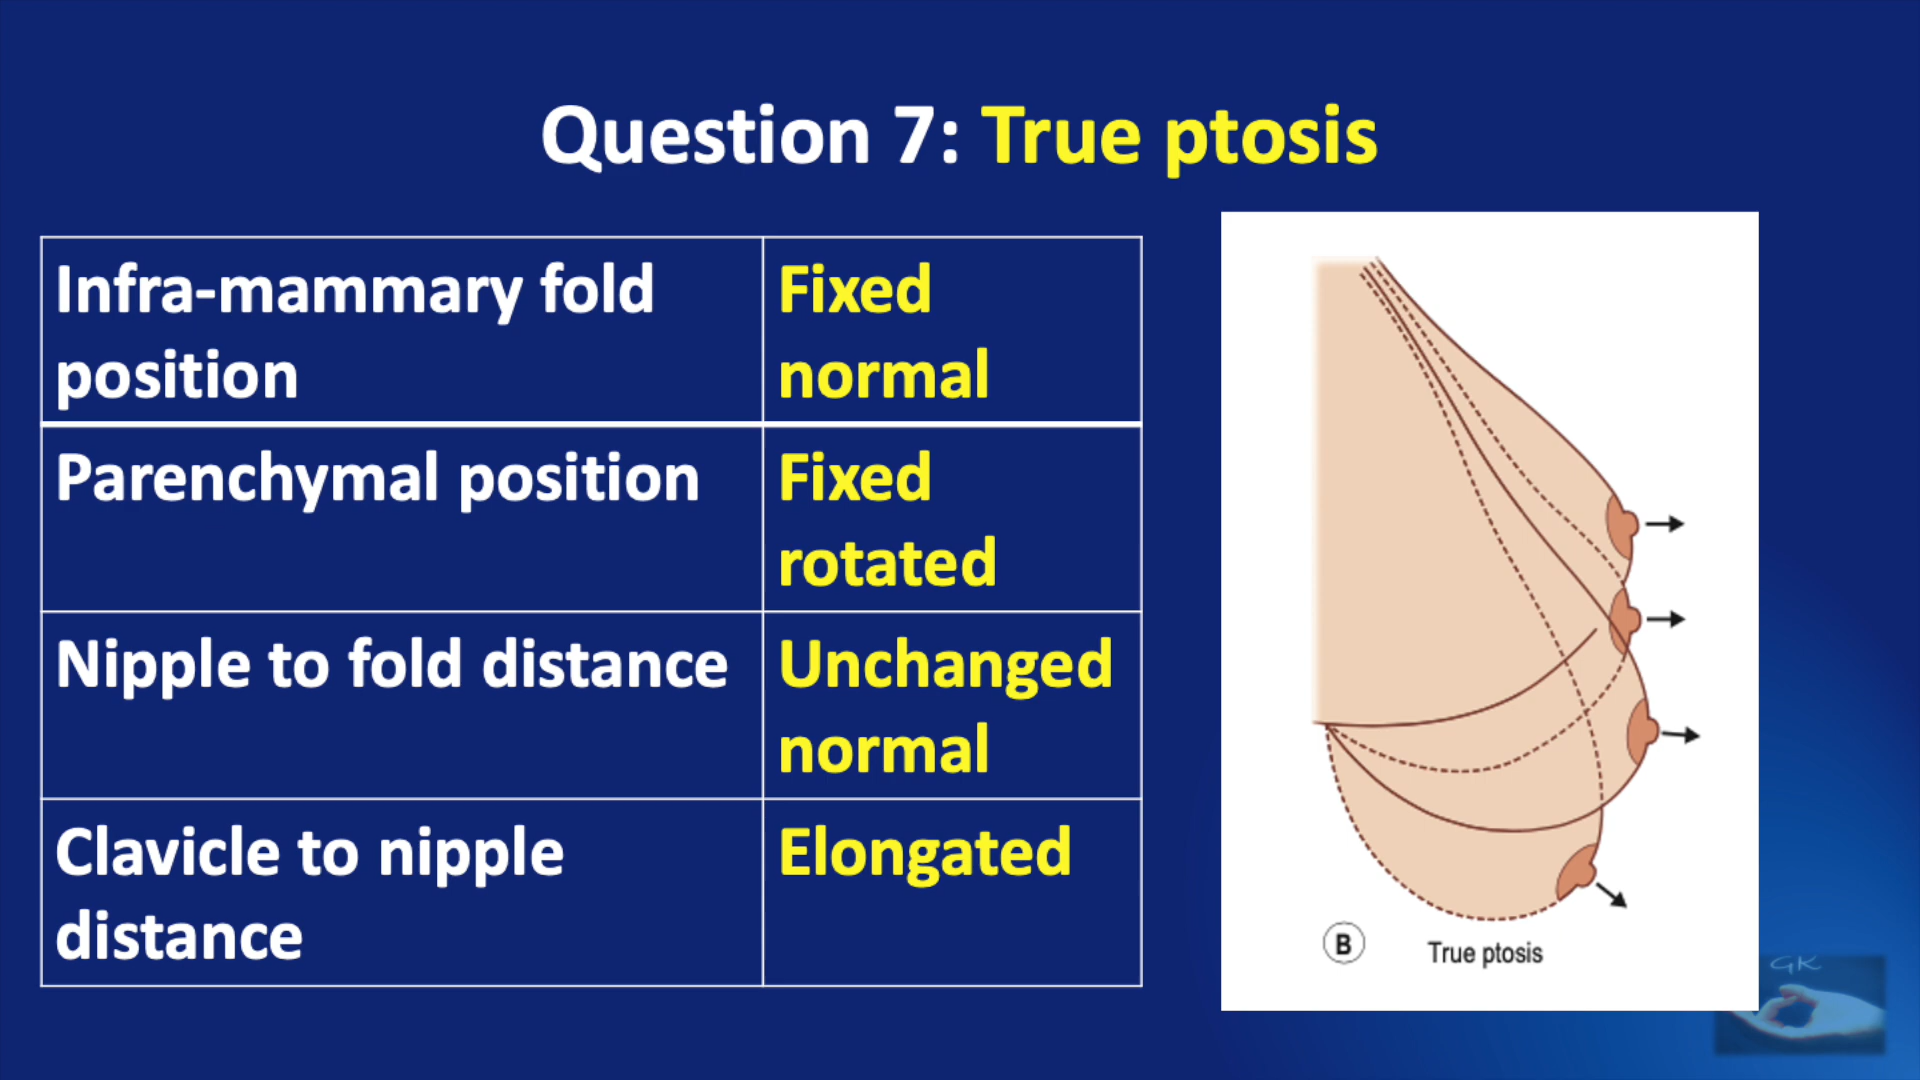 Question 7: True ptosis
Infra-mammary fold position
Fixed normal
Parenchymal position
Fixed rotated
Nipple to fold distance
Unchanged normal
Clavicle to nipple distance
Elongated
B
True ptosis
GK